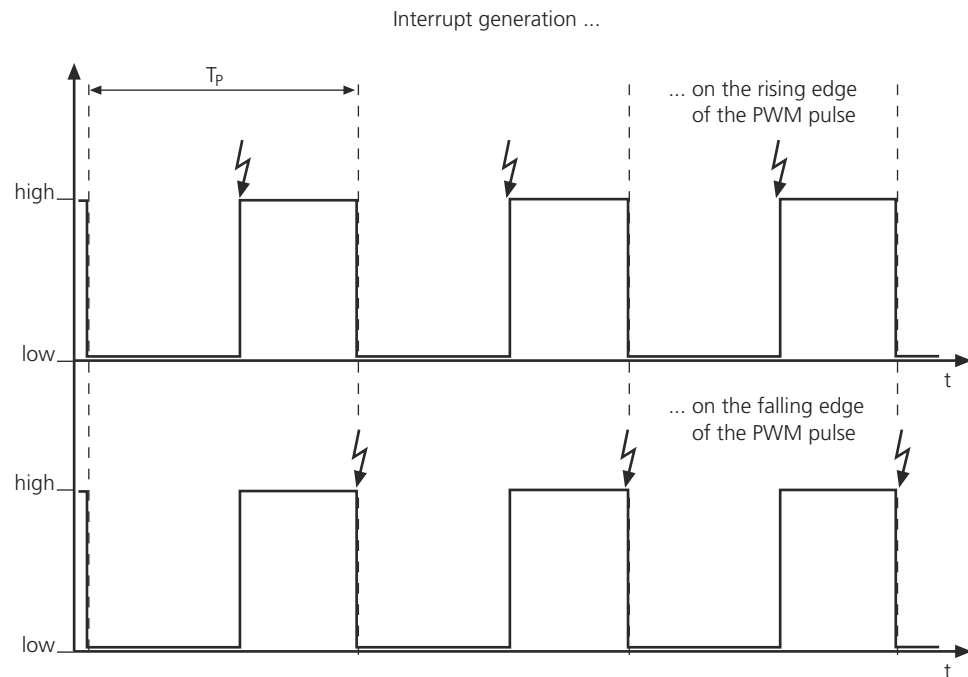 Interrupt generation ...
TP
... on the rising edge
of the PWM pulse
high
low
t
... on the falling edge
of the PWM pulse
high
low
t